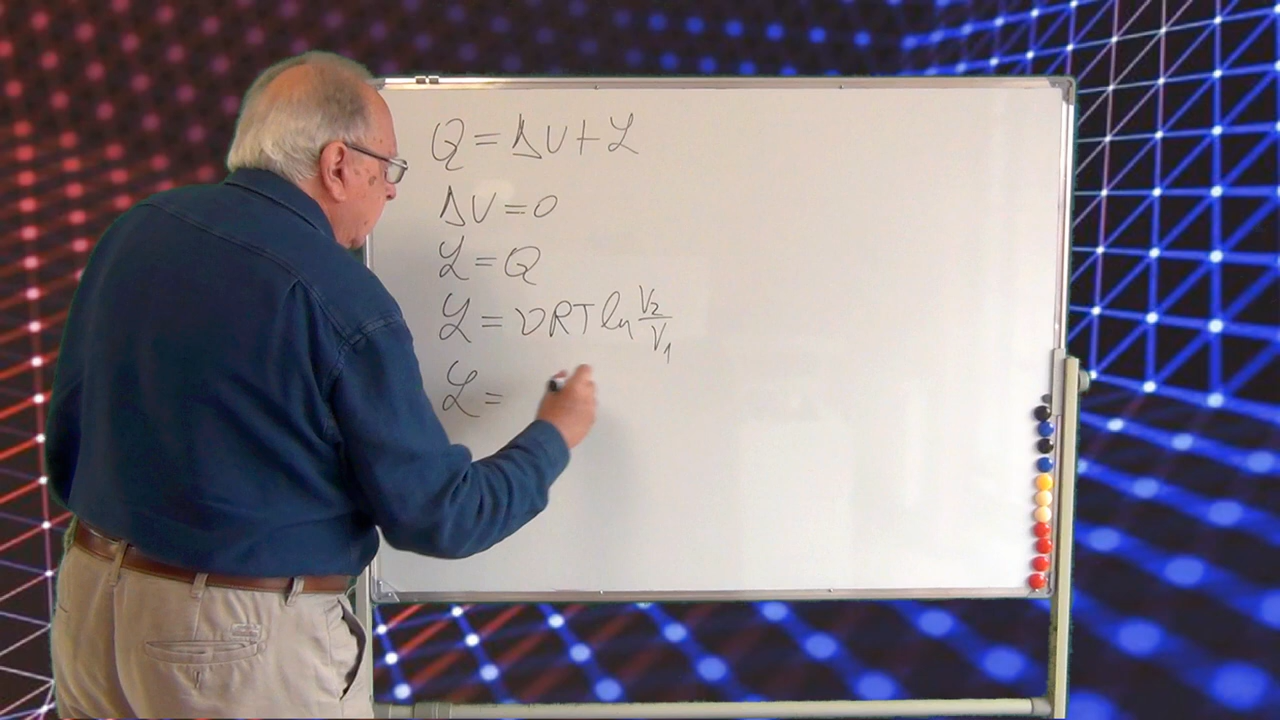 Q = ΔU + L
ΔU = 0
L = Q
L = νRT ln V₂/V₁
L =